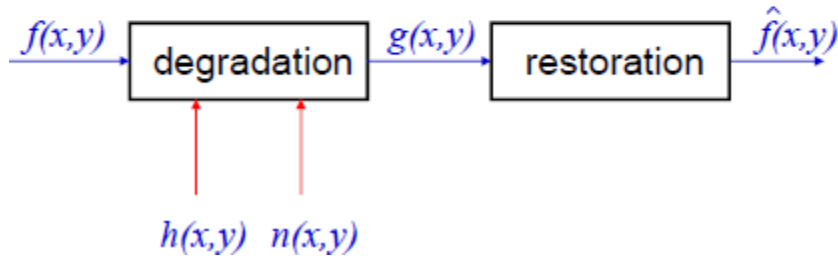 f(x,y) degradation g(x,y) restoration f̂(x,y)
h(x,y) n(x,y)